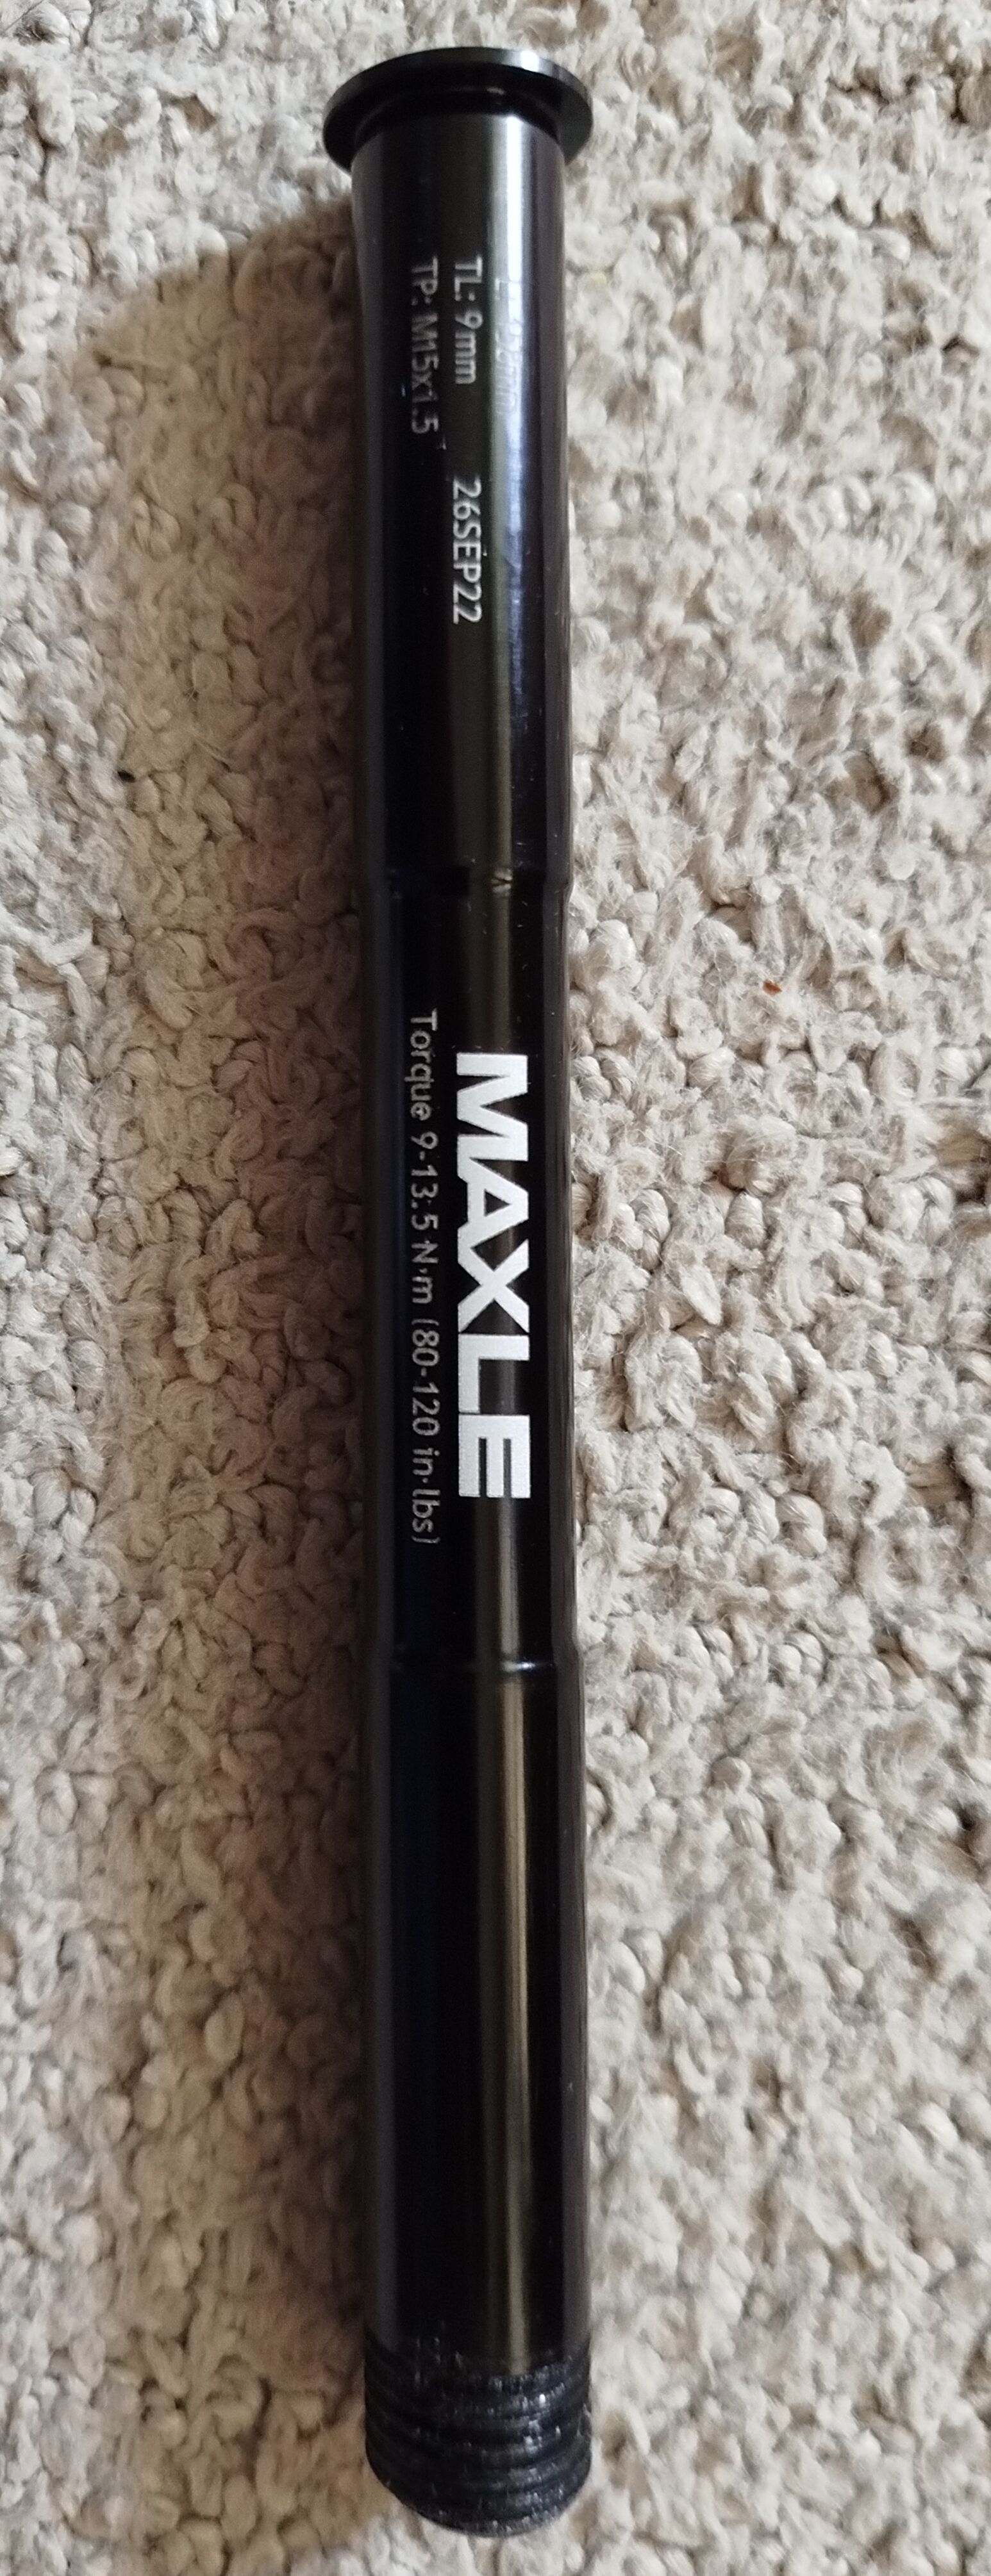 TL: 9mm
TP: M15x1.5
26SEP22
MAXLE
Torque 9-13.5 N·m (80-120 in·lbs)